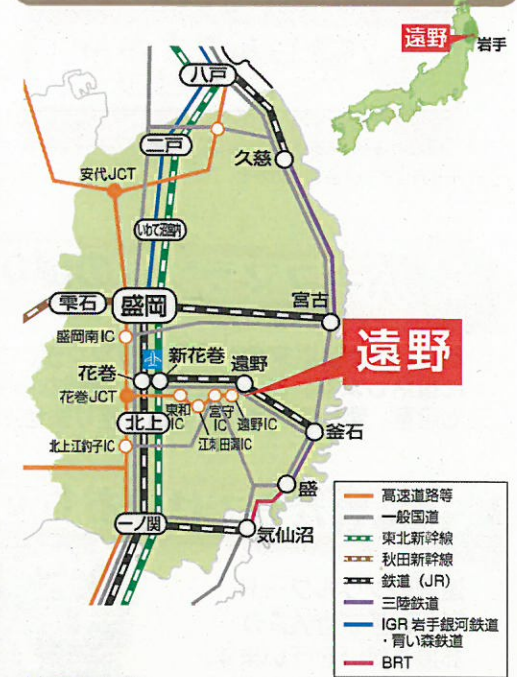 遠野
岩手
八戸
二戸
久慈
安代JCT
いわて沼宮内
雫石
盛岡
宮古
盛岡南IC
遠野
新花巻
遠野
花巻
花巻JCT
東和IC
宮守IC
遠野IC
江刺田瀬IC
北上
釜石
北上江釣子IC
盛
一ノ関
気仙沼
高速道路等
一般国道
東北新幹線
秋田新幹線
鉄道（JR）
三陸鉄道
IGR 岩手銀河鉄道
・青い森鉄道
BRT